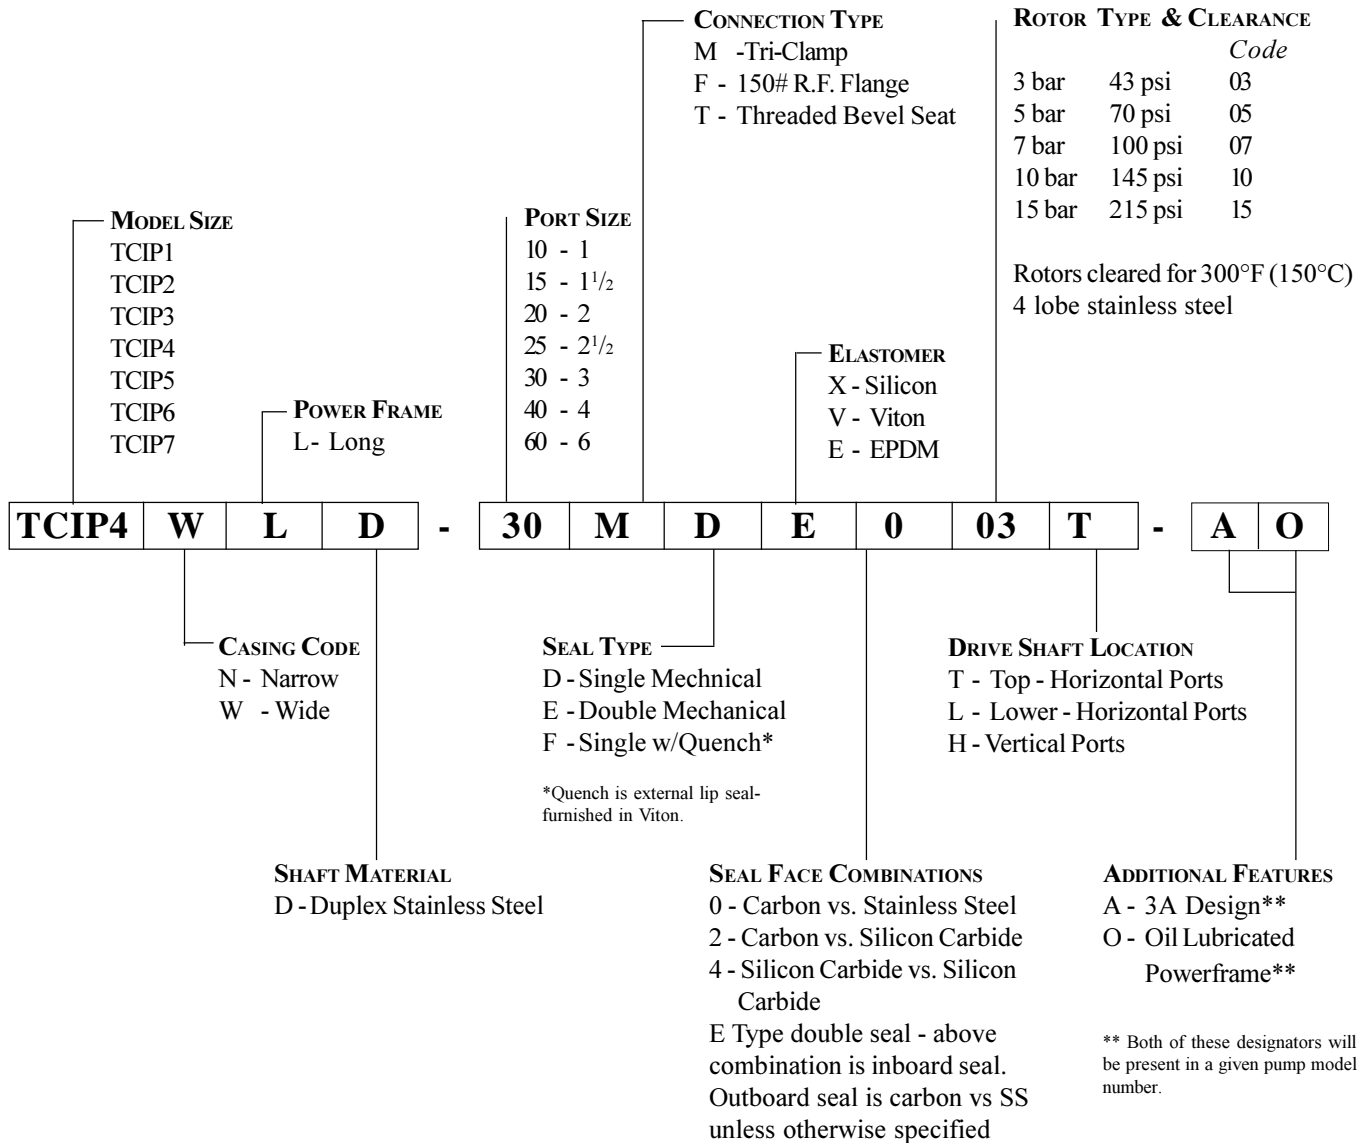 CONNECTION TYPE
M -Tri-Clamp
F - 150# R.F. Flange
T - Threaded Bevel Seat
ROTOR TYPE & CLEARANCE
Code
3 bar 43 psi 03
5 bar 70 psi 05
7 bar 100 psi 07
10 bar 145 psi 10
15 bar 215 psi 15
Rotors cleared for 300°F (150°C)
4 lobe stainless steel
MODEL SIZE
TCIP1
TCIP2
TCIP3
TCIP4
TCIP5
TCIP6
TCIP7
POWER FRAME
L- Long
PORT SIZE
10 - 1
15 - 1 1/2
20 - 2
25 - 2 1/2
30 - 3
40 - 4
60 - 6
ELASTOMER
X - Silicon
V - Viton
E - EPDM
TCIP4 W L D - 30 M D E 0 03 T - A O
CASING CODE
N - Narrow
W - Wide
SEAL TYPE
D - Single Mechnical
E - Double Mechanical
F - Single w/Quench*
*Quench is external lip seal-
furnished in Viton.
DRIVE SHAFT LOCATION
T - Top - Horizontal Ports
L - Lower - Horizontal Ports
H - Vertical Ports
SHAFT MATERIAL
D - Duplex Stainless Steel
SEAL FACE COMBINATIONS
0 - Carbon vs. Stainless Steel
2 - Carbon vs. Silicon Carbide
4 - Silicon Carbide vs. Silicon
Carbide
E Type double seal - above
combination is inboard seal.
Outboard seal is carbon vs SS
unless otherwise specified
ADDITIONAL FEATURES
A - 3A Design**
O - Oil Lubricated
Powerframe**
** Both of these designators will
be present in a given pump model
number.